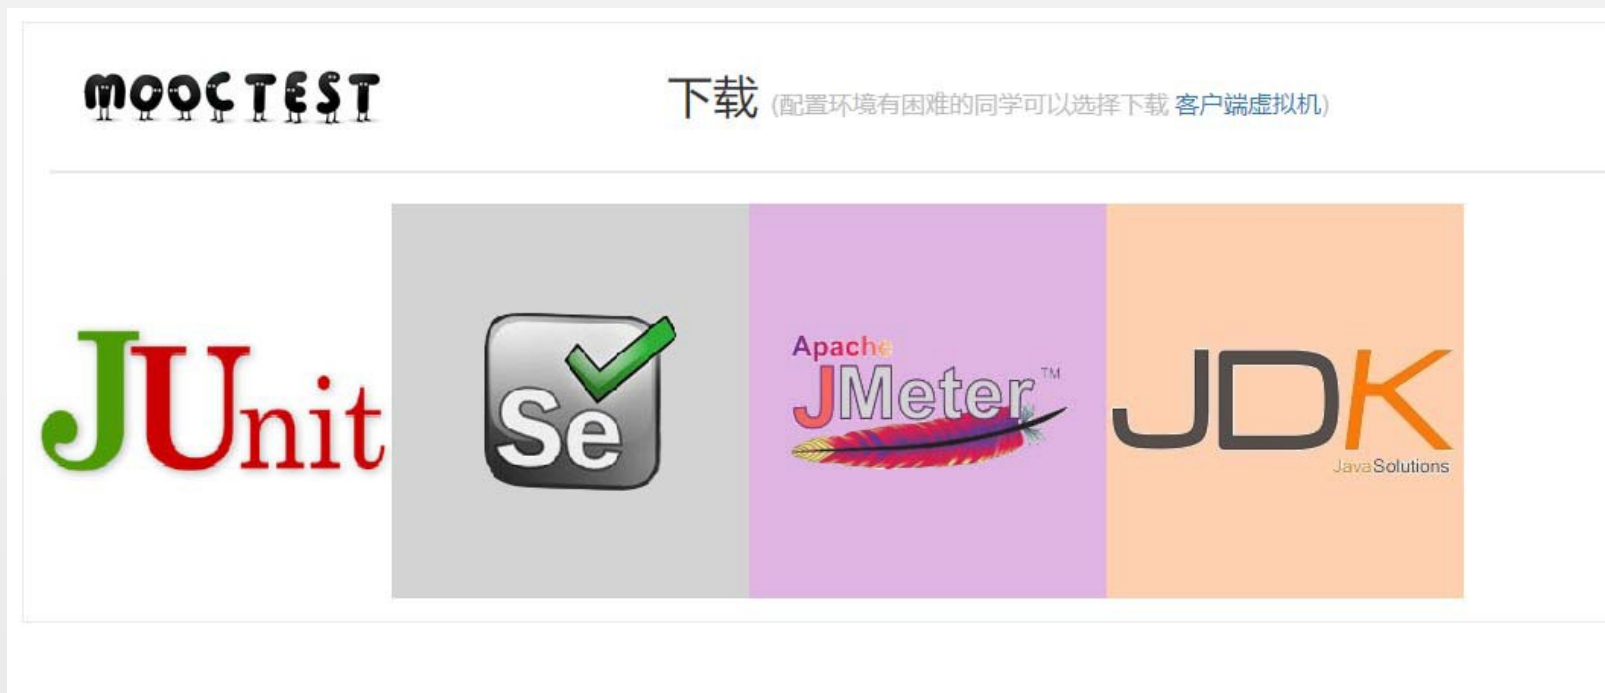 MOOCTEST
下载 (配置环境有困难的同学可以选择下载 客户端虚拟机)
JUnit
Se
Apache
JMeter™
JDK
JavaSolutions